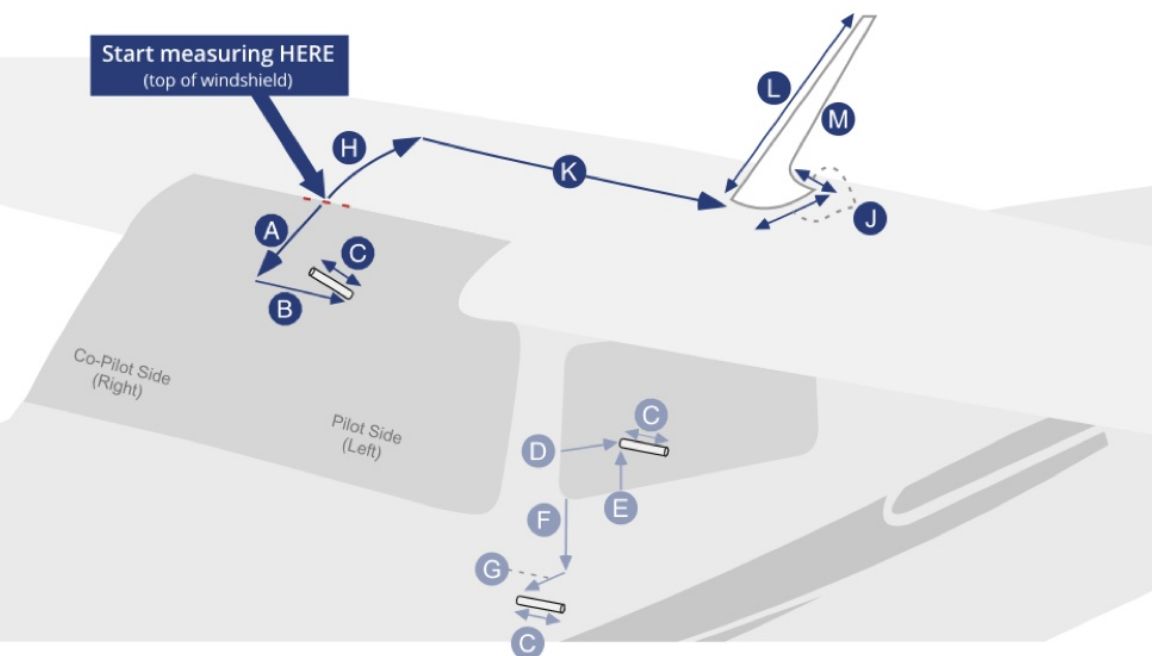 Start measuring HERE
(top of windshield)
L
M
H
K
J
A
C
B
Co-Pilot Side
(Right)
Pilot Side
(Left)
C
D
E
F
G
C